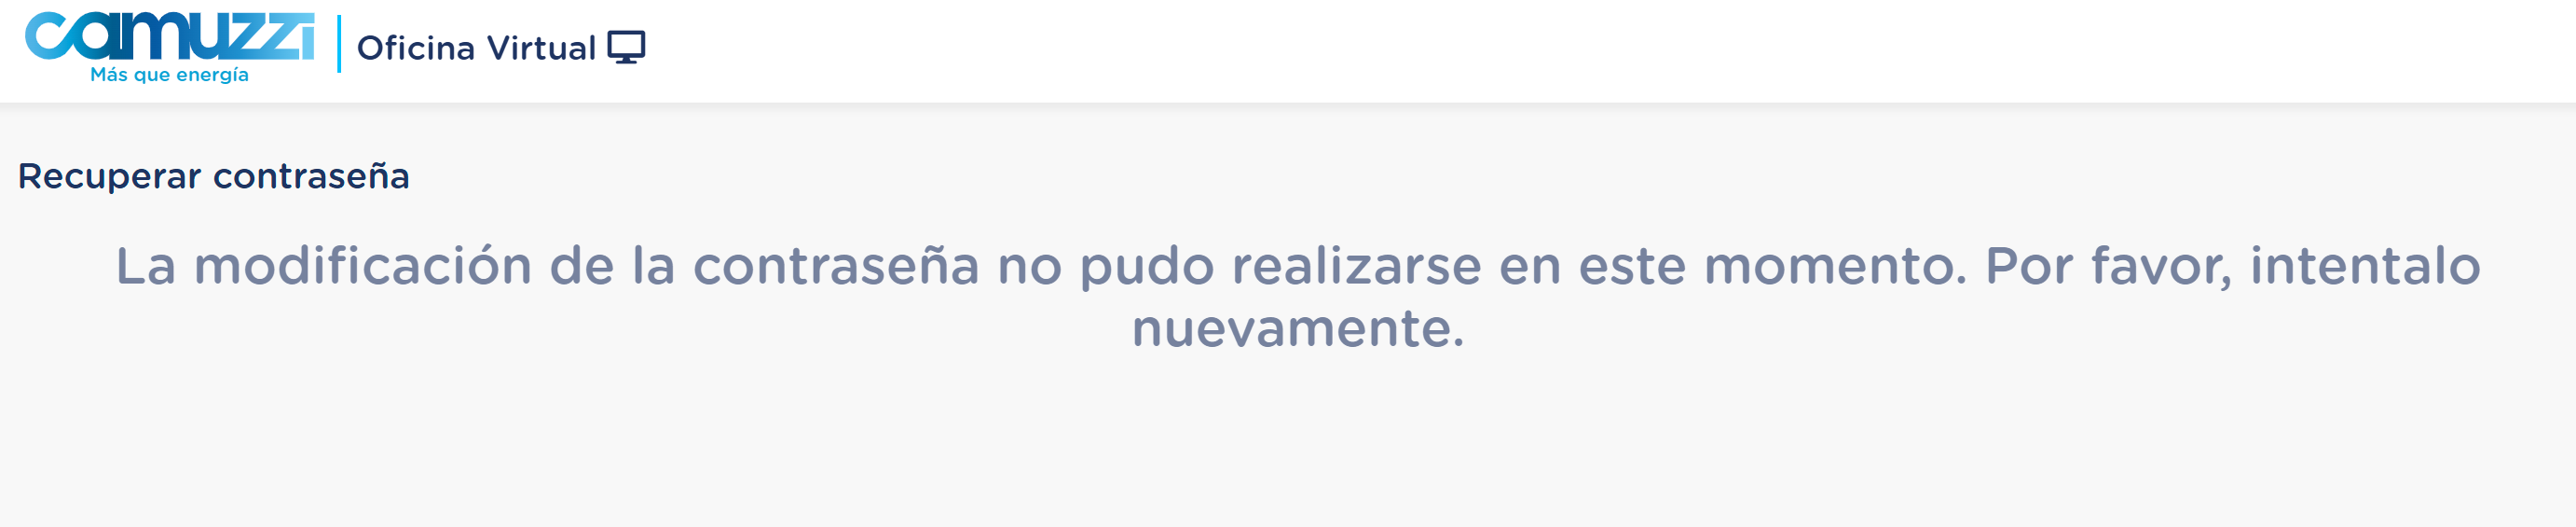 camuzzi
Más que energía
Oficina Virtual
Recuperar contraseña
La modificación de la contraseña no pudo realizarse en este momento. Por favor, intentalo
nuevamente.